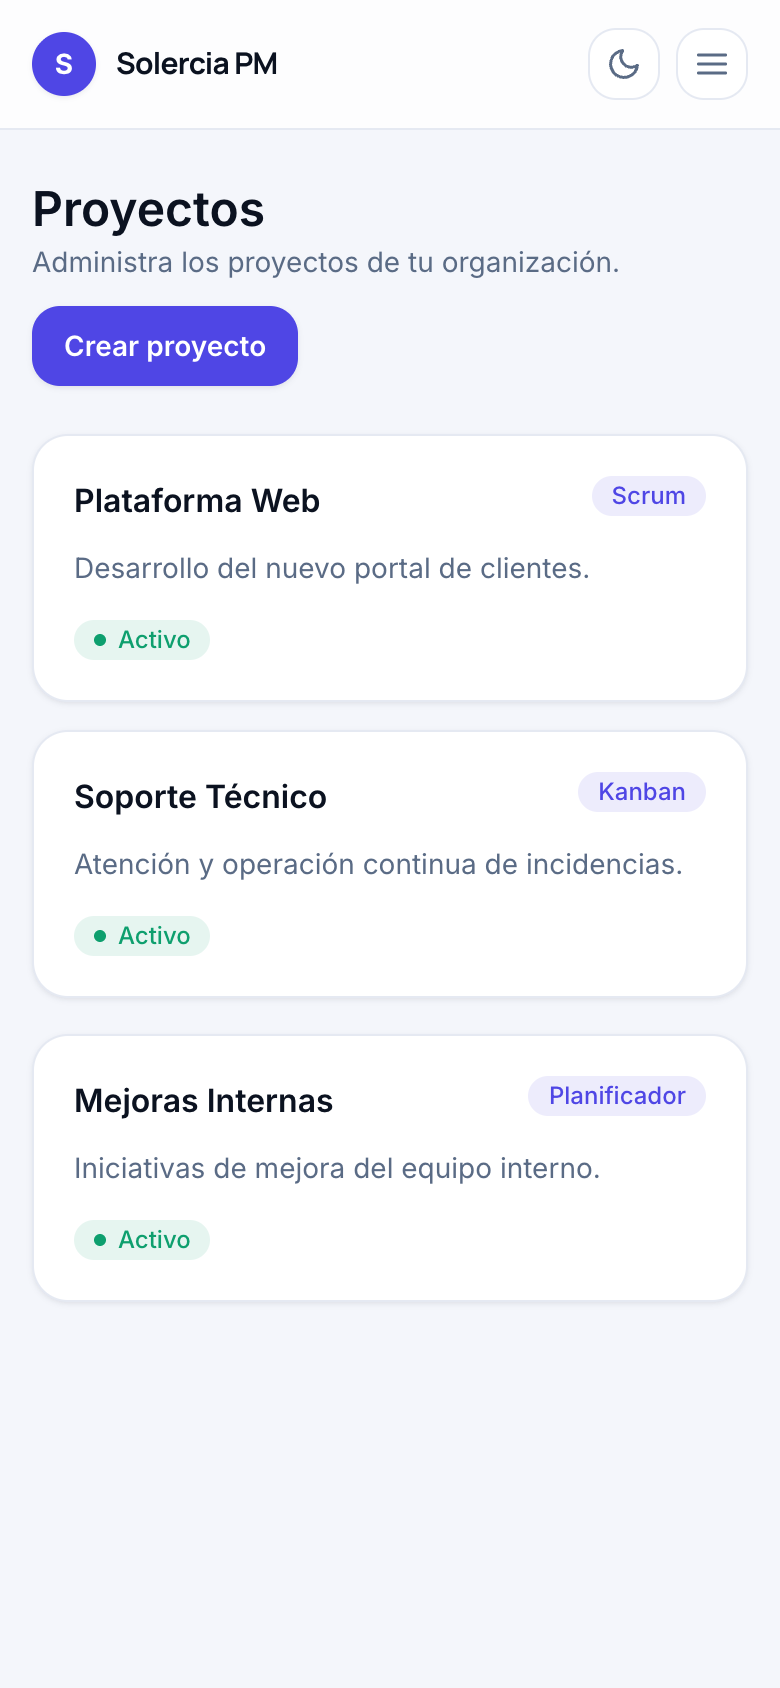 S
Solercia PM
Proyectos
Administra los proyectos de tu organización.
Crear proyecto
Plataforma Web
Scrum
Desarrollo del nuevo portal de clientes.
Activo
Soporte Técnico
Kanban
Atención y operación continua de incidencias.
Activo
Mejoras Internas
Planificador
Iniciativas de mejora del equipo interno.
Activo